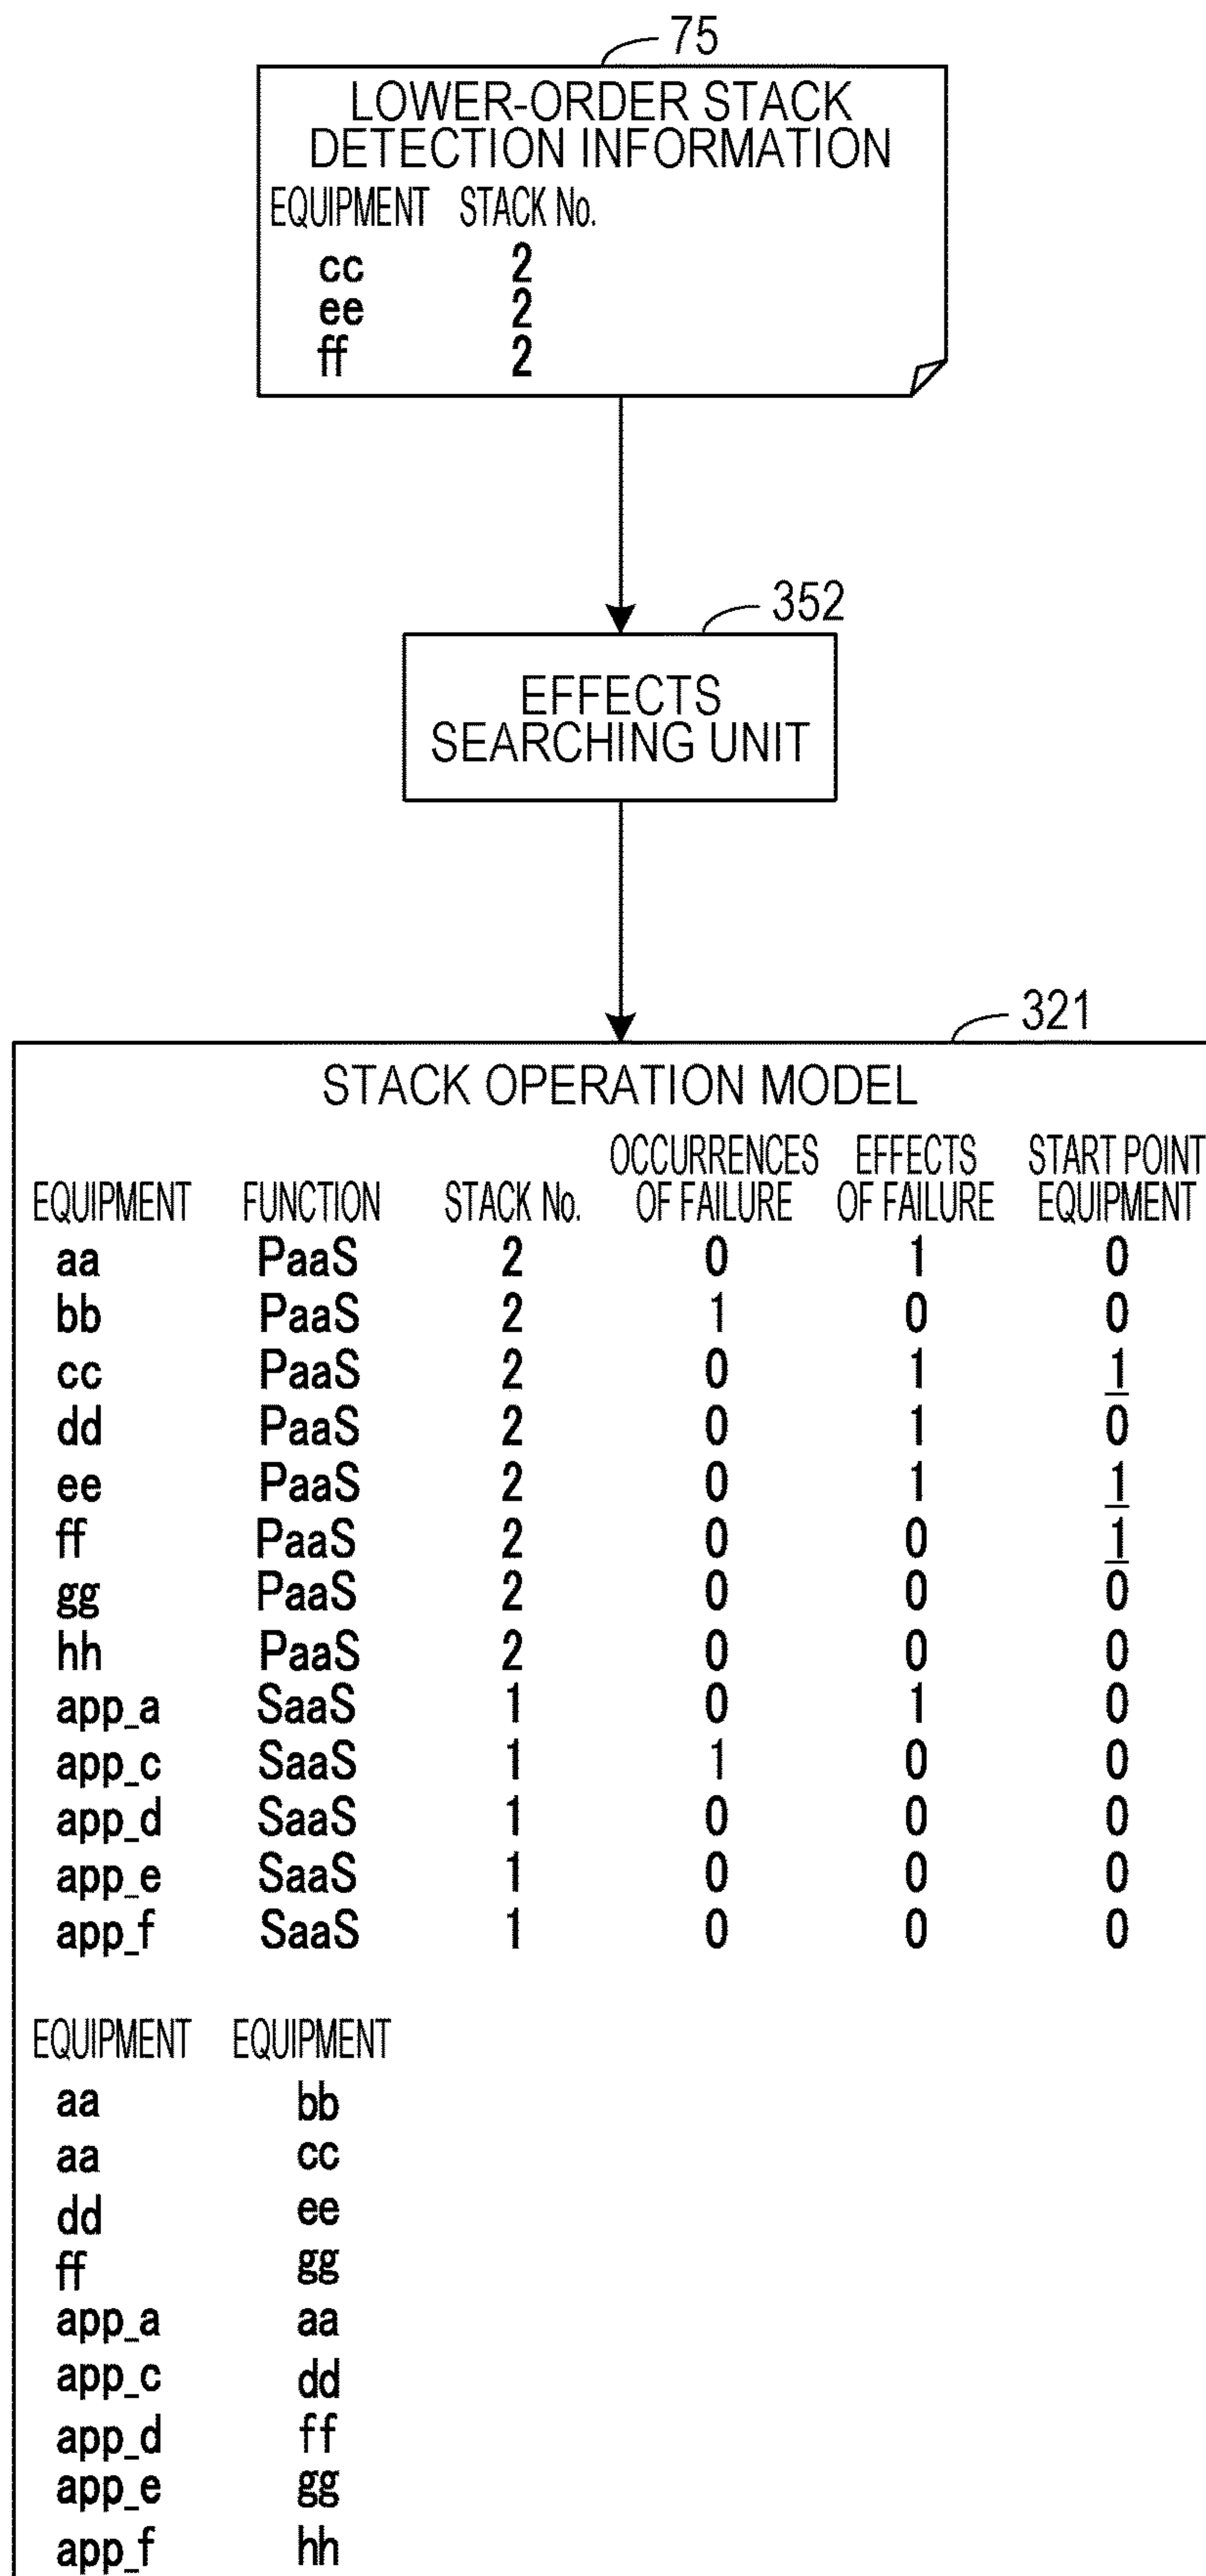 75
LOWER-ORDER STACK
DETECTION INFORMATION
EQUIPMENT STACK No.
cc 2
ee 2
ff 2
352
EFFECTS
SEARCHING UNIT
321
STACK OPERATION MODEL
OCCURRENCES EFFECTS START POINT
EQUIPMENT FUNCTION STACK No. OF FAILURE OF FAILURE EQUIPMENT
aa PaaS 2 0 1 0
bb PaaS 2 1 0 0
cc PaaS 2 0 1 1
dd PaaS 2 0 1 0
ee PaaS 2 0 1 1
ff PaaS 2 0 0 1
gg PaaS 2 0 0 0
hh PaaS 2 0 0 0
app_a SaaS 1 0 1 0
app_c SaaS 1 1 0 0
app_d SaaS 1 0 0 0
app_e SaaS 1 0 0 0
app_f SaaS 1 0 0 0
EQUIPMENT EQUIPMENT
aa bb
aa cc
dd ee
ff gg
app_a aa
app_c dd
app_d ff
app_e gg
app_f hh